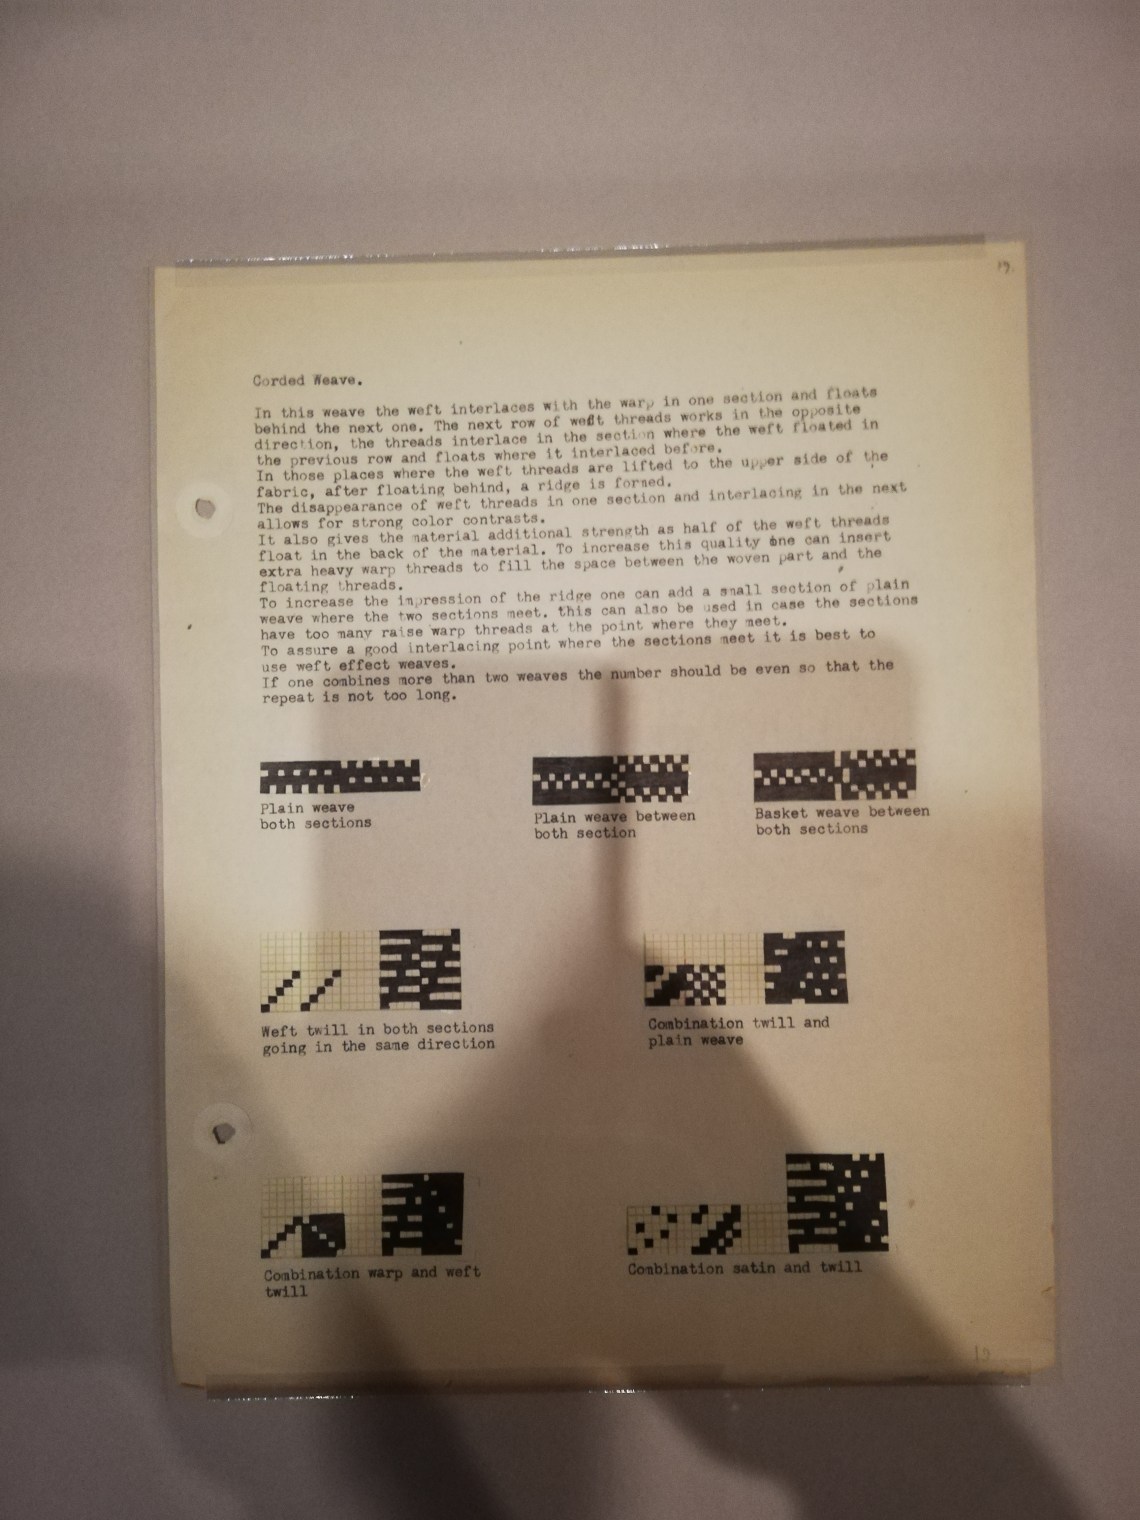 19.
Corded Weave.
In this weave the weft interlaces with the warp in one section and floats
behind the next one. The next row of weft threads works in the opposite
direction, the threads interlace in the section where the weft floated in
the previous row and floats where it interlaced before.
In those places where the weft threads are lifted to the upper side of the
fabric, after floating behind, a ridge is formed.
The disappearance of weft threads in one section and interlacing in the next
allows for strong color contrasts.
It also gives the material additional strength as half of the weft threads
float in the back of the material. To increase this quality one can insert
extra heavy warp threads to fill the space between the woven part and the
floating threads.
To increase the impression of the ridge one can add a small section of plain
weave where the two sections meet. this can also be used in case the sections
have too many raise warp threads at the point where they meet.
To assure a good interlacing point where the sections meet it is best to
use weft effect weaves.
If one combines more than two weaves the number should be even so that the
repeat is not too long.
Plain weave
both sections
Plain weave between
both section
Basket weave between
both sections
Weft twill in both sections
going in the same direction
Combination twill and
plain weave
Combination warp and weft
twill
Combination satin and twill
19